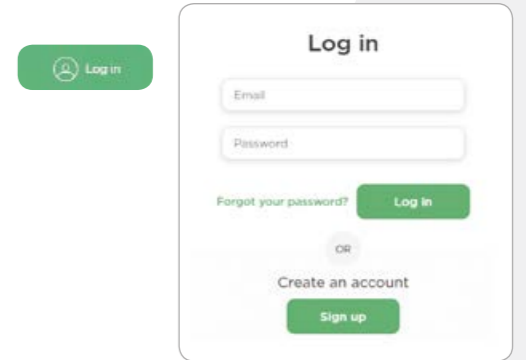 Log in
Log in
Email
Password
Forgot your password? Log in
OR
Create an account
Sign up